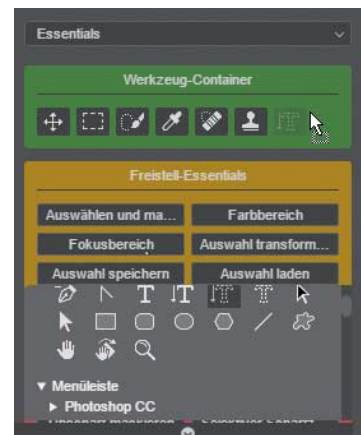 Essentials
Werkzeug-Container
Freistell-Essentials
Auswählen und ma... Farbbereich
Fokusbereich Auswahl transform...
Auswahl speichern Auswahl laden
Menüleiste
Photoshop CC